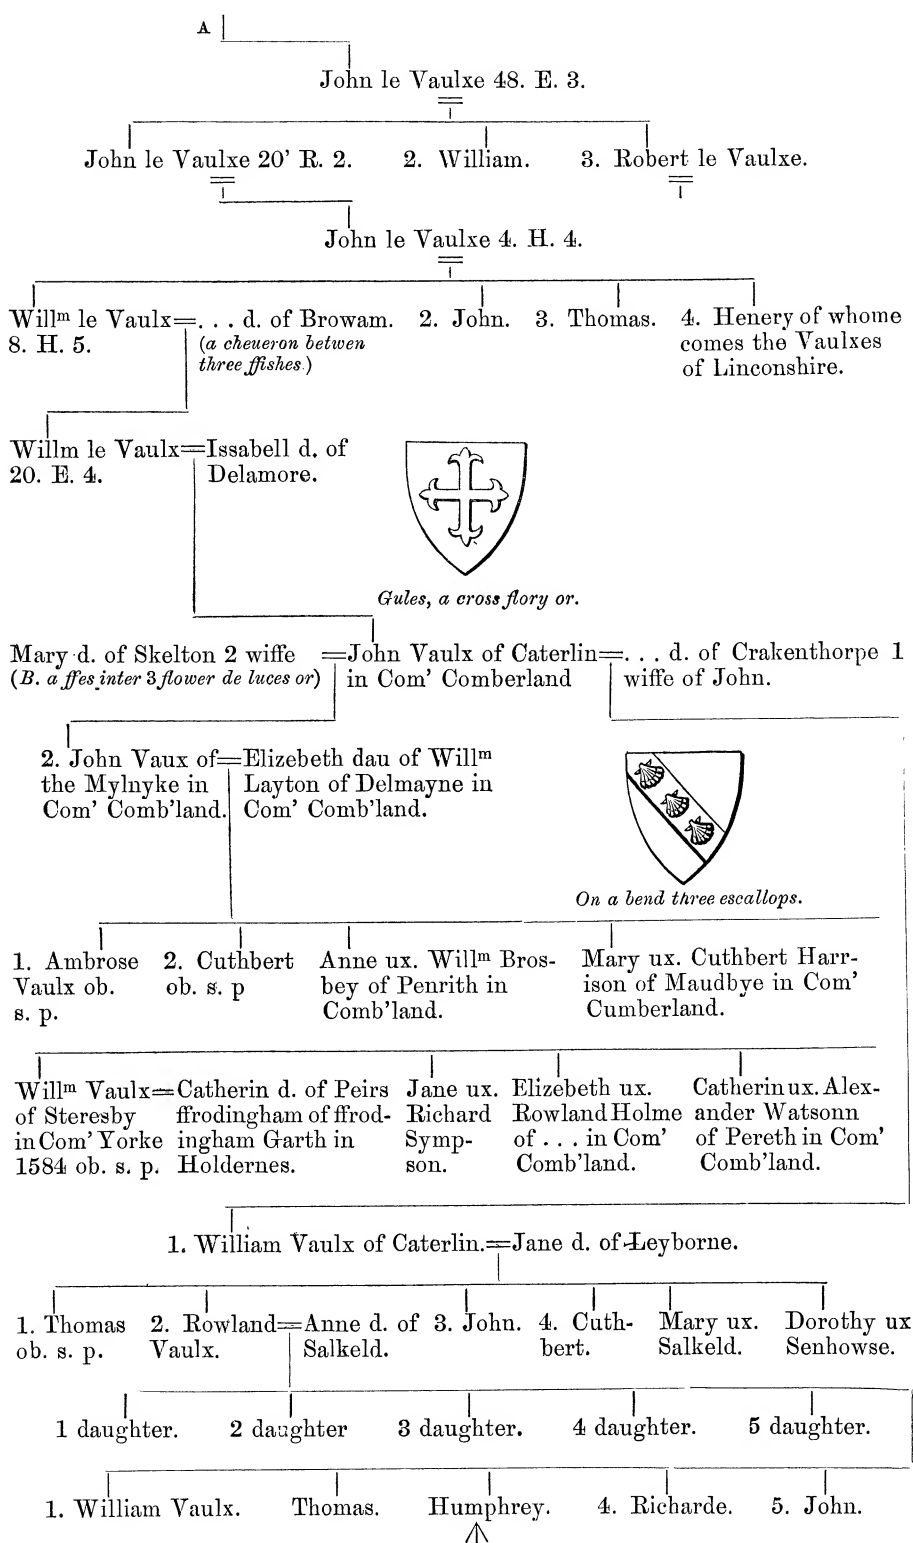 A
John le Vaulxe 48. E. 3.
John le Vaulxe 20' R. 2. 2. William. 3. Robert le Vaulxe.
John le Vaulxe 4. H. 4.
Willm le Vaulx=. . . d. of Browam. 2. John. 3. Thomas. 4. Henery of whome
8. H. 5. (a cheueron betwen comes the Vaulxes
three ffishes.) of Linconshire.
Willm le Vaulx=Issabell d. of
20. E. 4. Delamore.
Gules, a cross flory or.
Mary d. of Skelton 2 wiffe =John Vaulx of Caterlin=. . . d. of Crakenthorpe 1
(B. a ffes inter 3 flower de luces or) in Com' Comberland wiffe of John.
2. John Vaux of=Elizebeth dau of Willm
the Mylnyke in Layton of Delmayne in
Com' Comb'land. Com' Comb'land.
On a bend three escallops.
1. Ambrose 2. Cuthbert Anne ux. Willm Bros- Mary ux. Cuthbert Harr-
Vaulx ob. ob. s. p bey of Penrith in ison of Maudbye in Com'
s. p. Comb'land. Cumberland.
Willm Vaulx=Catherin d. of Peirs Jane ux. Elizebeth ux. Catherin ux. Alex-
of Steresby ffrodingham of ffrod- Richard Rowland Holme ander Watsonn
in Com' Yorke ingham Garth in Symp- of . . . in Com' of Pereth in Com'
1584 ob. s. p. Holdernes. son. Comb'land. Comb'land.
1. William Vaulx of Caterlin.=Jane d. of Leyborne.
1. Thomas 2. Rowland=Anne d. of 3. John. 4. Cuth- Mary ux. Dorothy ux
ob. s. p. Vaulx. Salkeld. bert. Salkeld. Senhowse.
1 daughter. 2 daughter 3 daughter. 4 daughter. 5 daughter.
1. William Vaulx. Thomas. Humphrey. 4. Richarde. 5. John.